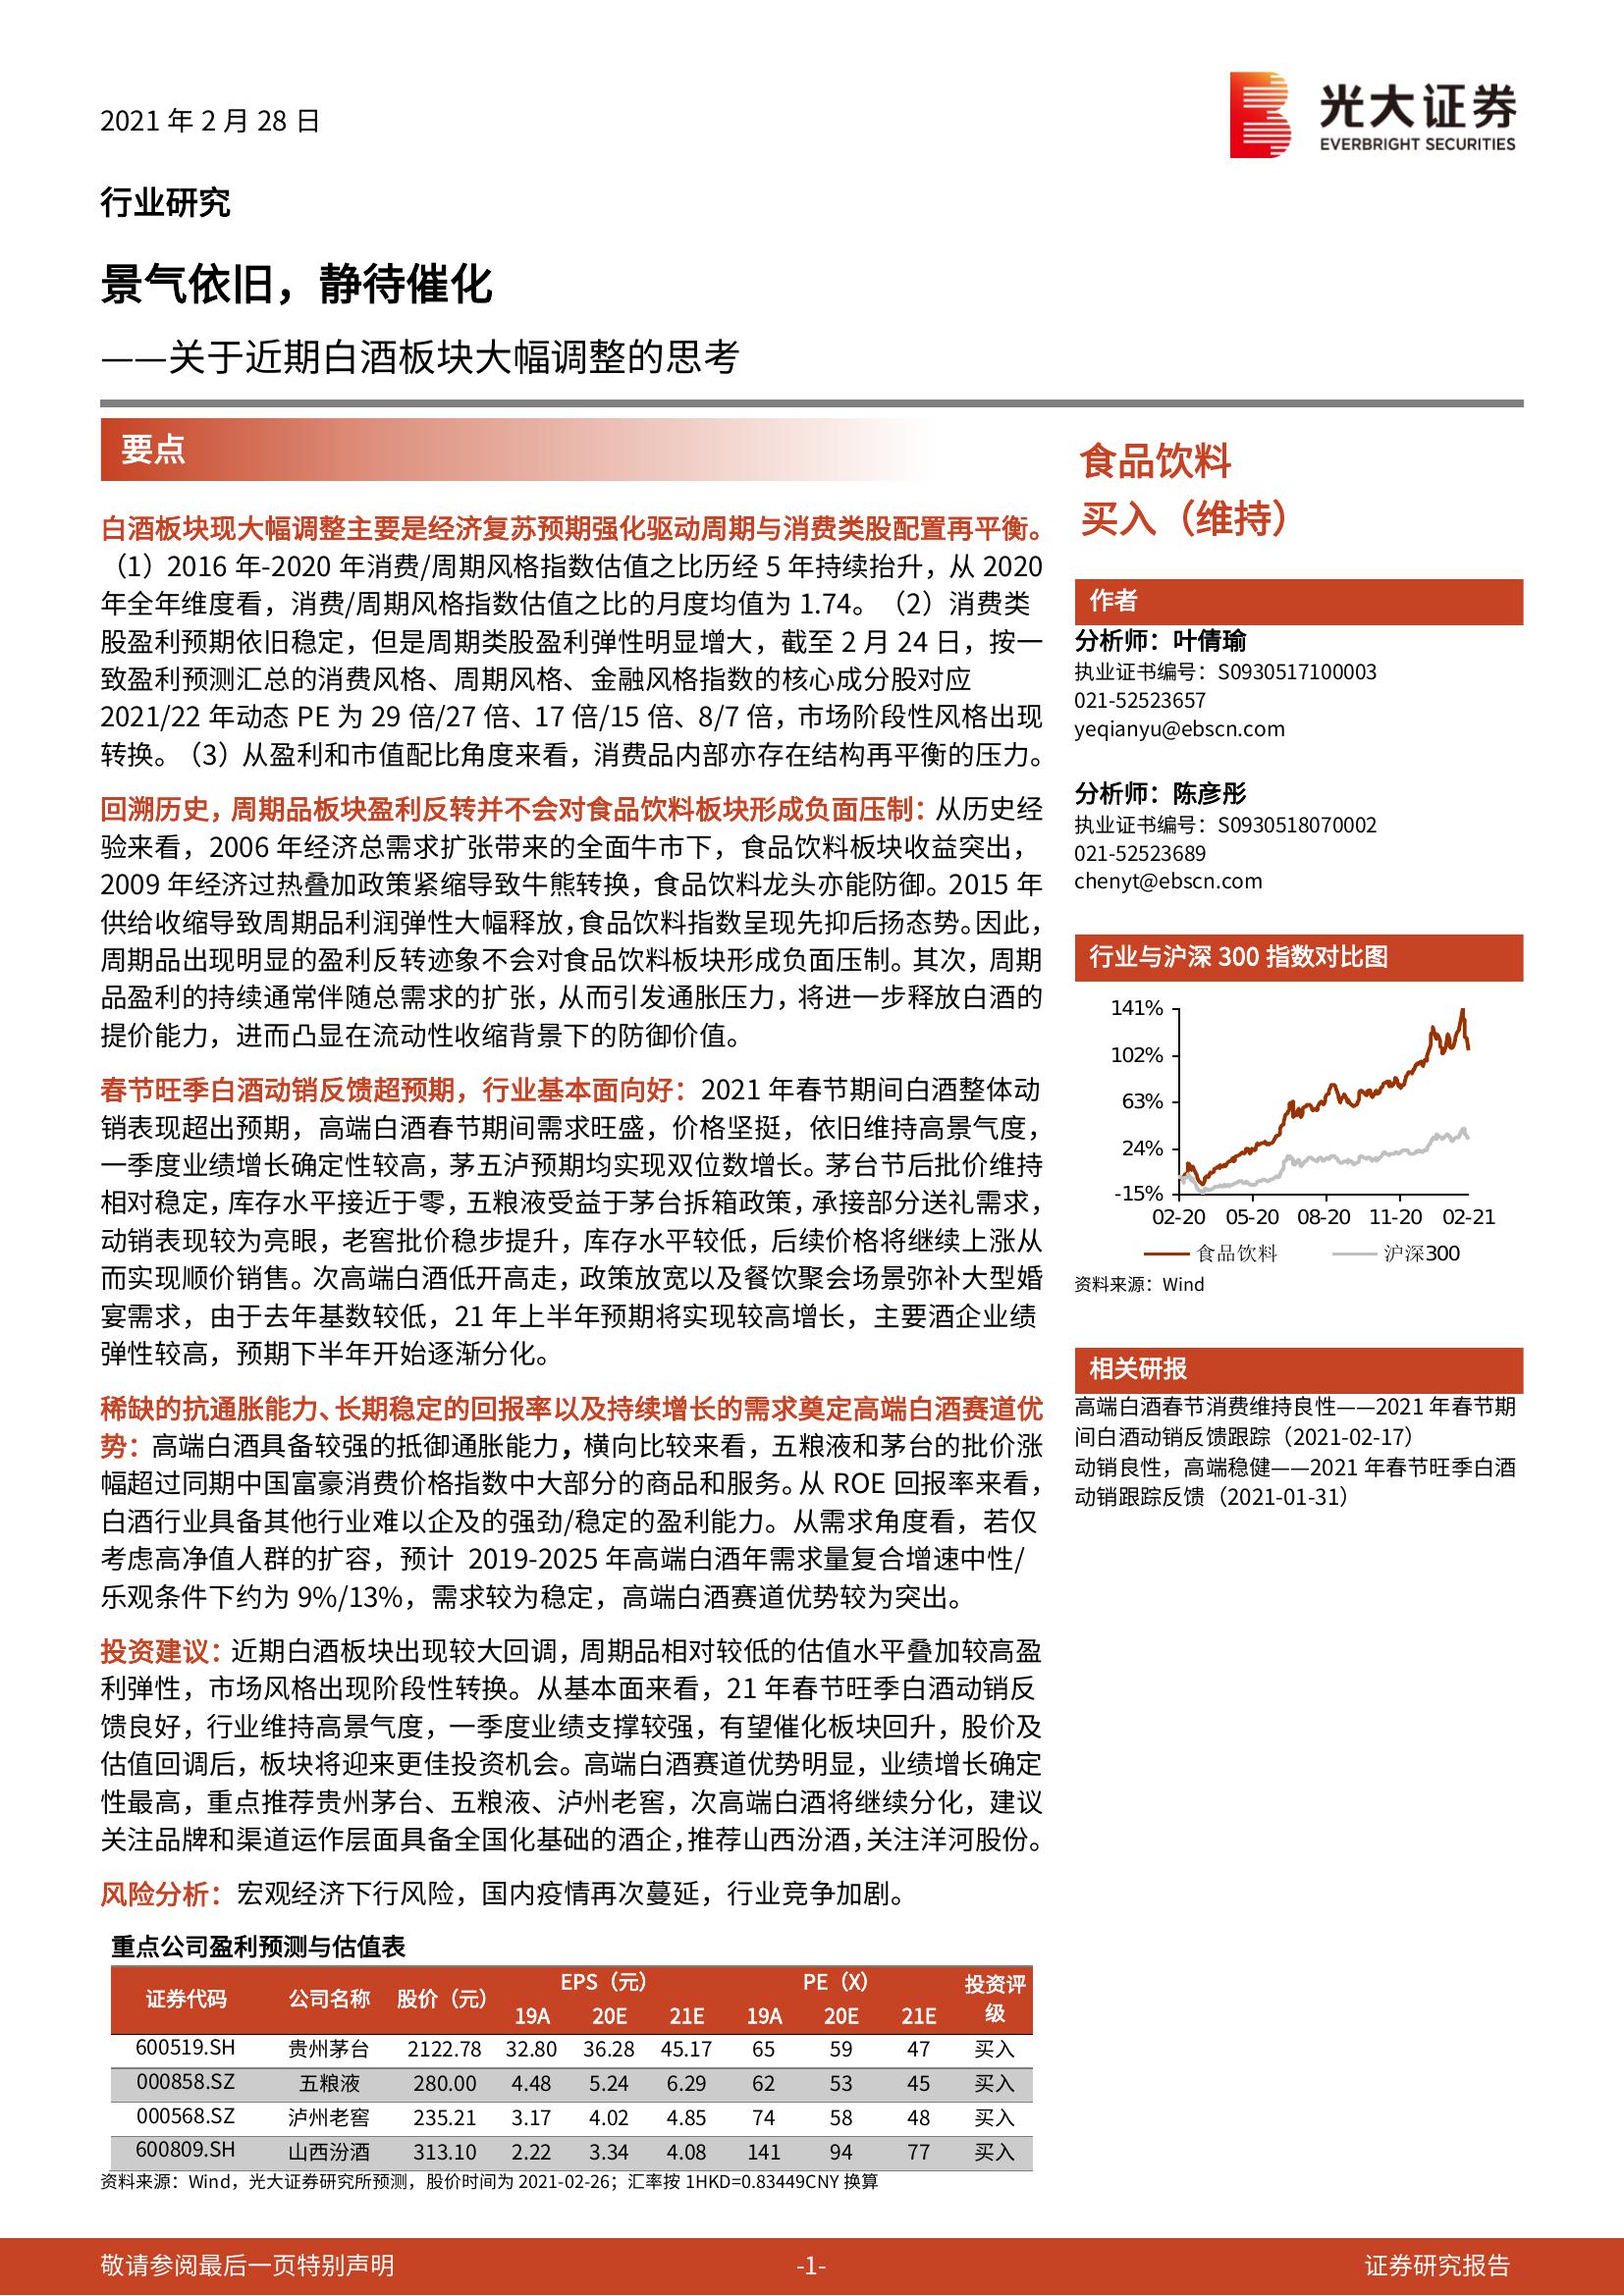 2021 年 2 月 28 日
光大证券
EVERBRIGHT SECURITIES
行业研究
景气依旧，静待催化
——关于近期白酒板块大幅调整的思考
要点
白酒板块现大幅调整主要是经济复苏预期强化驱动周期与消费类股配置再平衡。
（1）2016 年-2020 年消费/周期风格指数估值之比历经 5 年持续抬升，从 2020
年全年维度看，消费/周期风格指数估值之比的月度均值为 1.74。（2）消费类
股盈利预期依旧稳定，但是周期类股盈利弹性明显增大，截至 2 月 24 日，按一
致盈利预测汇总的消费风格、周期风格、金融风格指数的核心成分股对应
2021/22 年动态 PE 为 29 倍/27 倍、17 倍/15 倍、8/7 倍，市场阶段性风格出现
转换。（3）从盈利和市值配比角度来看，消费品内部亦存在结构再平衡的压力。
回溯历史，周期品板块盈利反转并不会对食品饮料板块形成负面压制：从历史经
验来看，2006 年经济总需求扩张带来的全面牛市下，食品饮料板块收益突出，
2009 年经济过热叠加政策紧缩导致牛熊转换，食品饮料龙头亦能防御。2015 年
供给收缩导致周期品利润弹性大幅释放，食品饮料指数呈现先抑后扬态势。因此，
周期品出现明显的盈利反转迹象不会对食品饮料板块形成负面压制。其次，周期
品盈利的持续通常伴随总需求的扩张，从而引发通胀压力，将进一步释放白酒的
提价能力，进而凸显在流动性收缩背景下的防御价值。
春节旺季白酒动销反馈超预期，行业基本面向好：2021 年春节期间白酒整体动
销表现超出预期，高端白酒春节期间需求旺盛，价格坚挺，依旧维持高景气度，
一季度业绩增长确定性较高，茅五泸预期均实现双位数增长。茅台节后批价维持
相对稳定，库存水平接近于零，五粮液受益于茅台拆箱政策，承接部分送礼需求，
动销表现较为亮眼，老窖批价稳步提升，库存水平较低，后续价格将继续上涨从
而实现顺价销售。次高端白酒低开高走，政策放宽以及餐饮聚会场景弥补大型婚
宴需求，由于去年基数较低，21 年上半年预期将实现较高增长，主要酒企业绩
弹性较高，预期下半年开始逐渐分化。
稀缺的抗通胀能力、长期稳定的回报率以及持续增长的需求奠定高端白酒赛道优
势：高端白酒具备较强的抵御通胀能力，横向比较来看，五粮液和茅台的批价涨
幅超过同期中国富豪消费价格指数中大部分的商品和服务。从 ROE 回报率来看，
白酒行业具备其他行业难以企及的强劲/稳定的盈利能力。从需求角度看，若仅
考虑高净值人群的扩容，预计 2019-2025 年高端白酒年需求量复合增速中性/
乐观条件下约为 9%/13%，需求较为稳定，高端白酒赛道优势较为突出。
投资建议：近期白酒板块出现较大回调，周期品相对较低的估值水平叠加较高盈
利弹性，市场风格出现阶段性转换。从基本面来看，21 年春节旺季白酒动销反
馈良好，行业维持高景气度，一季度业绩支撑较强，有望催化板块回升，股价及
估值回调后，板块将迎来更佳投资机会。高端白酒赛道优势明显，业绩增长确定
性最高，重点推荐贵州茅台、五粮液、泸州老窖，次高端白酒将继续分化，建议
关注品牌和渠道运作层面具备全国化基础的酒企，推荐山西汾酒，关注洋河股份。
风险分析：宏观经济下行风险，国内疫情再次蔓延，行业竞争加剧。
重点公司盈利预测与估值表
证券代码 公司名称 股价（元） EPS（元） PE（X） 投资评级
19A 20E 21E 19A 20E 21E
600519.SH 贵州茅台 2122.78 32.80 36.28 45.17 65 59 47 买入
000858.SZ 五粮液 280.00 4.48 5.24 6.29 62 53 45 买入
000568.SZ 泸州老窖 235.21 3.17 4.02 4.85 74 58 48 买入
600809.SH 山西汾酒 313.10 2.22 3.34 4.08 141 94 77 买入
资料来源：Wind，光大证券研究所预测，股价时间为 2021-02-26；汇率按 1HKD=0.83449CNY 换算
食品饮料
买入（维持）
作者
分析师：叶倩瑜
执业证书编号：S0930517100003
021-52523657
yeqianyu@ebscn.com
分析师：陈彦彤
执业证书编号：S0930518070002
021-52523689
chenyt@ebscn.com
行业与沪深 300 指数对比图
141%
102%
63%
24%
-15%
02-20 05-20 08-20 11-20 02-21
食品饮料 沪深300
资料来源：Wind
相关研报
高端白酒春节消费维持良性——2021 年春节期
间白酒动销反馈跟踪（2021-02-17）
动销良性，高端稳健——2021 年春节旺季白酒
动销跟踪反馈（2021-01-31）
敬请参阅最后一页特别声明 -1- 证券研究报告